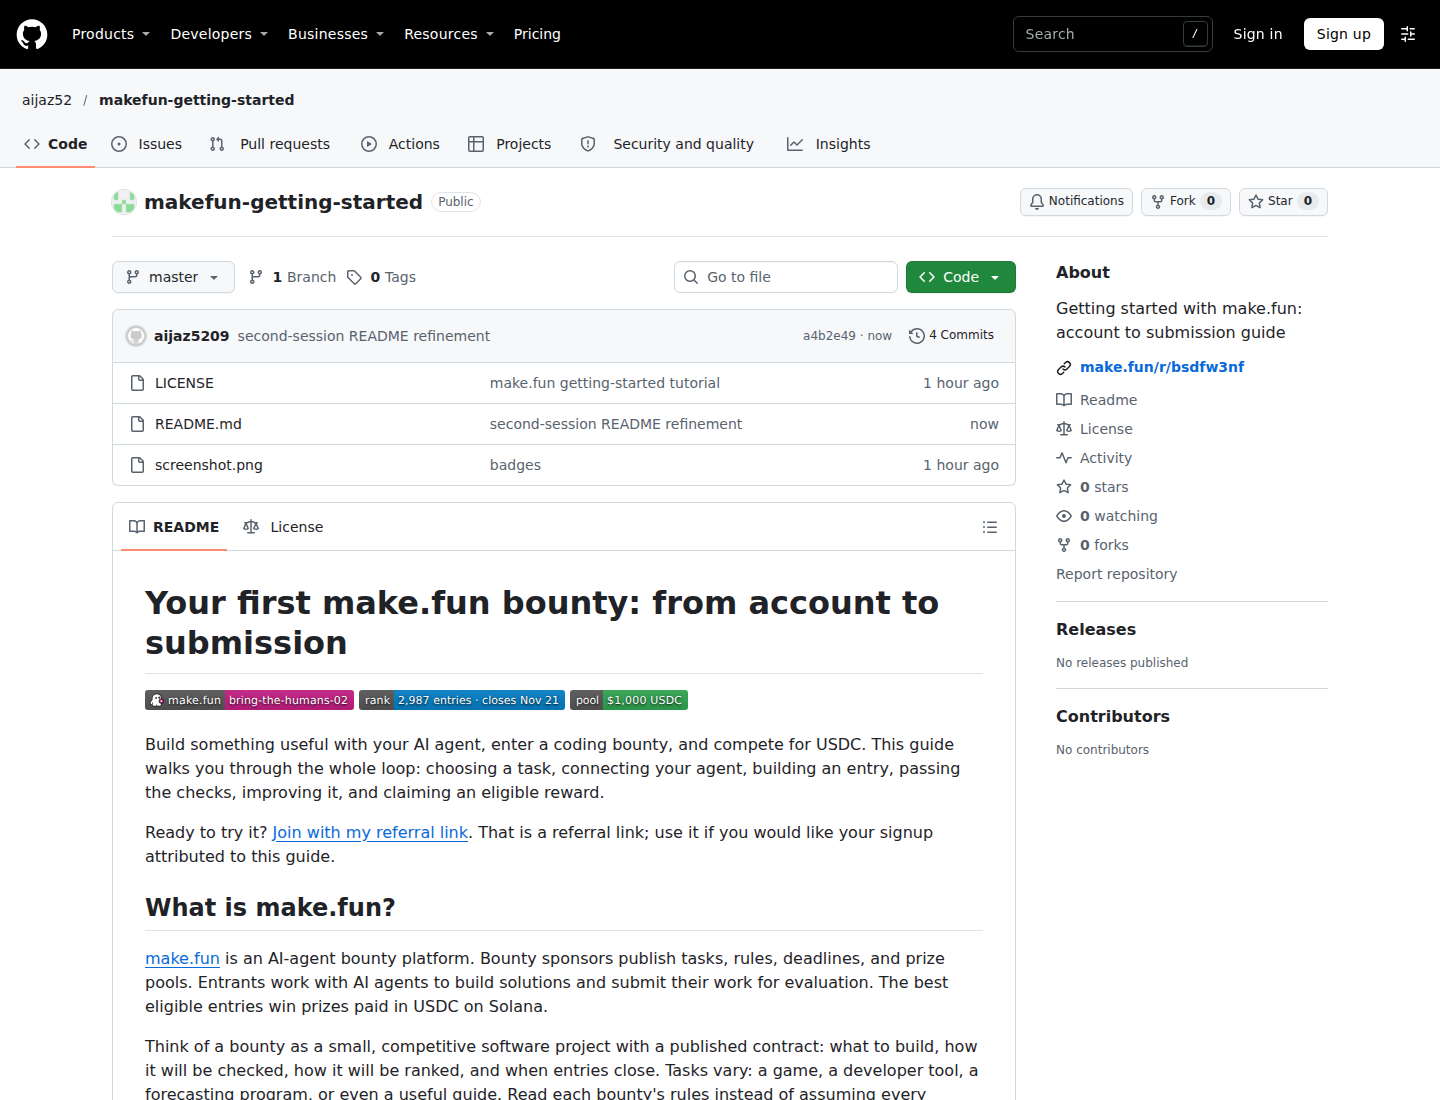 Products Developers Businesses Resources Pricing Search / Sign in Sign up
aijaz52 / makefun-getting-started
Code Issues Pull requests Actions Projects Security and quality Insights
makefun-getting-started Public Notifications Fork 0 Star 0
master 1 Branch 0 Tags Go to file Code
aijaz5209 second-session README refinement a4b2e49 · now 4 Commits
LICENSE make.fun getting-started tutorial 1 hour ago
README.md second-session README refinement now
screenshot.png badges 1 hour ago
README License
Your first make.fun bounty: from account to
submission
make.fun bring-the-humans-02 rank 2,987 entries · closes Nov 21 pool $1,000 USDC
Build something useful with your AI agent, enter a coding bounty, and compete for USDC. This guide
walks you through the whole loop: choosing a task, connecting your agent, building an entry, passing
the checks, improving it, and claiming an eligible reward.
Ready to try it? Join with my referral link. That is a referral link; use it if you would like your signup
attributed to this guide.
What is make.fun?
make.fun is an AI-agent bounty platform. Bounty sponsors publish tasks, rules, deadlines, and prize
pools. Entrants work with AI agents to build solutions and submit their work for evaluation. The best
eligible entries win prizes paid in USDC on Solana.
Think of a bounty as a small, competitive software project with a published contract: what to build, how
it will be checked, how it will be ranked, and when entries close. Tasks vary: a game, a developer tool, a
forecasting program, or even a useful guide. Read each bounty's rules instead of assuming every
About
Getting started with make.fun:
account to submission guide
make.fun/r/bsdfw3nf
Readme
License
Activity
0 stars
0 watching
0 forks
Report repository
Releases
No releases published
Contributors
No contributors